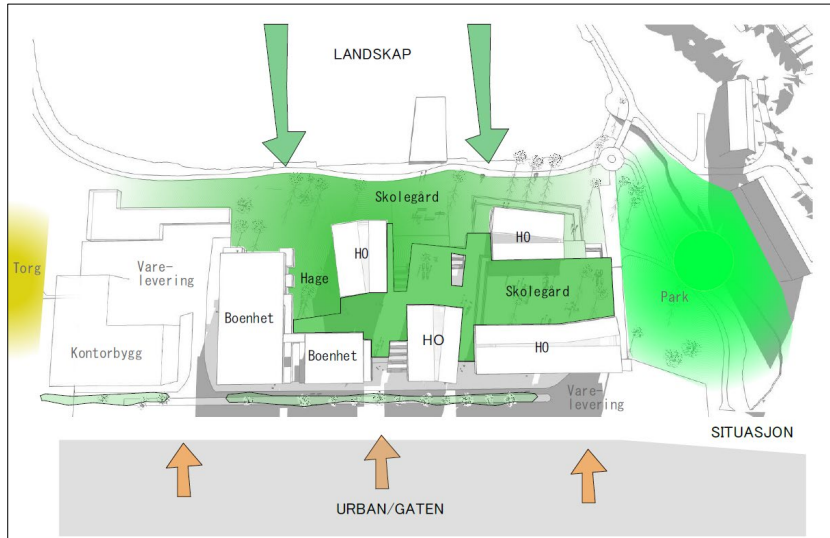 LANDSKAP
Skolegård
HO
HO
Torg
Vare-
levering
Hage
Skolegård
Park
Boenhet
Kontorbygg
Boenhet
HO
HO
Vare-
levering
SITUASJON
URBAN/GATEN